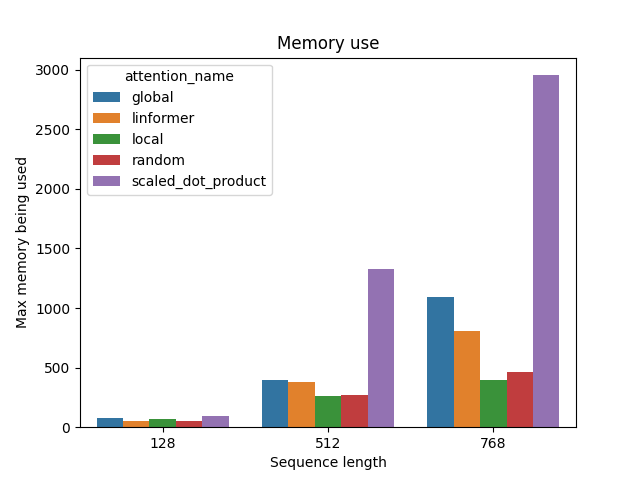 Memory use
attention_name
global
linformer
local
random
scaled_dot_product
Max memory being used
3000
2500
2000
1500
1000
500
0
128 512 768
Sequence length